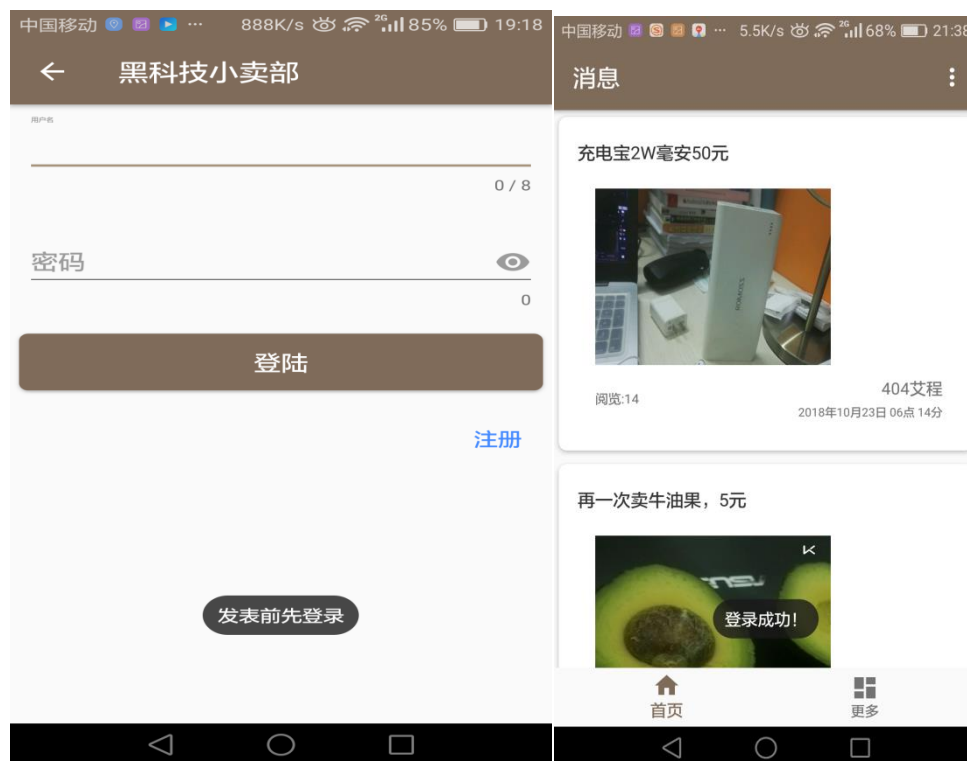 中国移动 888K/s 2G 85% 19:18
黑科技小卖部
用户名
0 / 8
密码
0
登陆
注册
发表前先登录
中国移动 5.5K/s 2G 68% 21:38
消息
充电宝2W毫安50元
ROMOSS
阅览:14
404艾程
2018年10月23日 06点 14分
再一次卖牛油果，5元
登录成功！
首页
更多